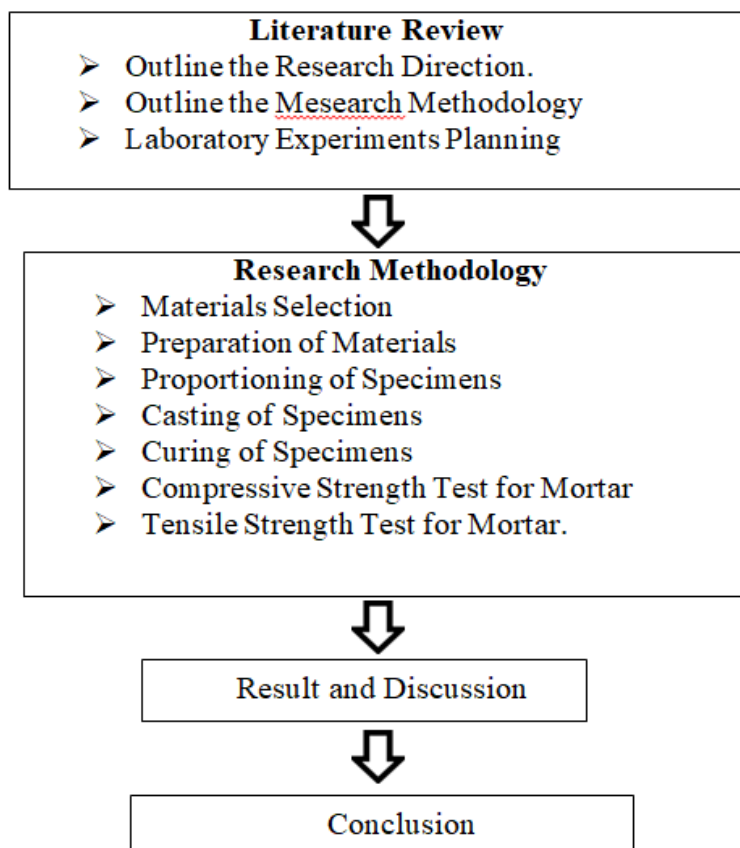 Literature Review
➢ Outline the Research Direction.
➢ Outline the Mesearch Methodology
➢ Laboratory Experiments Planning
Research Methodology
➢ Materials Selection
➢ Preparation of Materials
➢ Proportioning of Specimens
➢ Casting of Specimens
➢ Curing of Specimens
➢ Compressive Strength Test for Mortar
➢ Tensile Strength Test for Mortar.
Result and Discussion
Conclusion